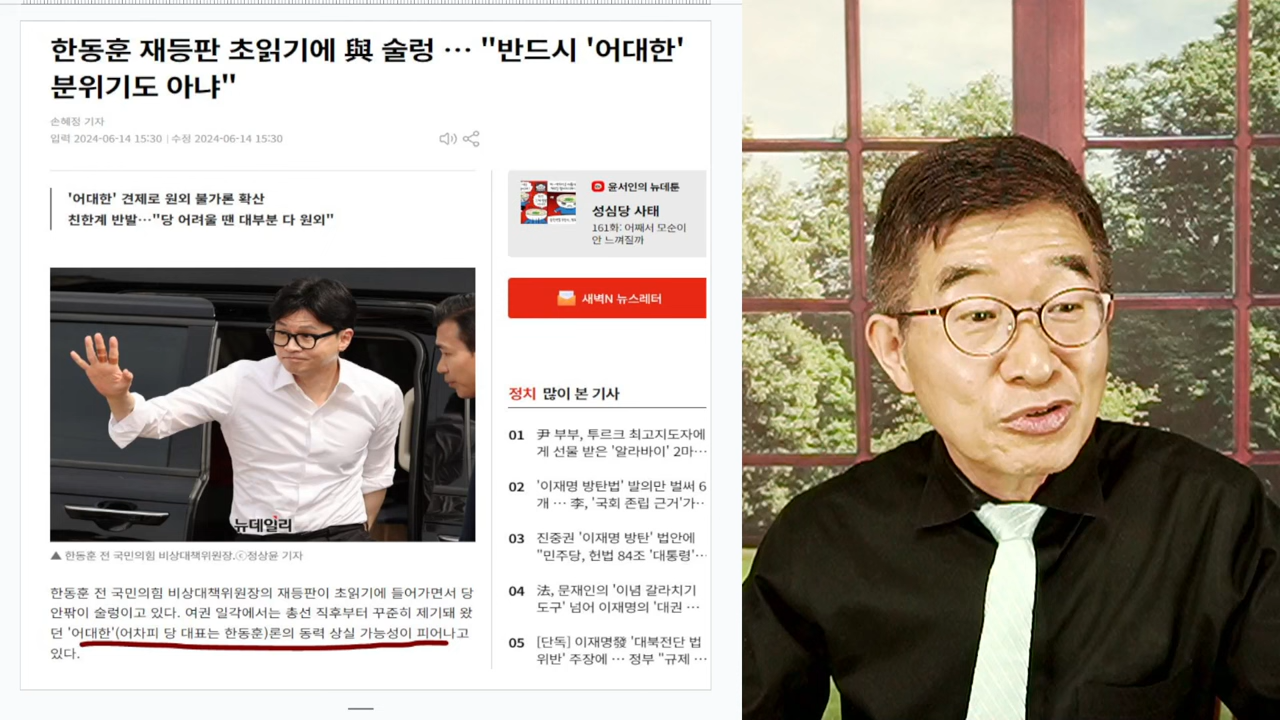 한동훈 재등판 초읽기에 與 술렁 … "반드시 '어대한'
분위기도 아냐"
손혜정 기자
입력 2024-06-14 15:30 | 수정 2024-06-14 15:30
'어대한' 견제로 원외 불가론 확산
친한계 반발…"당 어려울 땐 대부분 다 원외"
뉴데일리
▲ 한동훈 전 국민의힘 비상대책위원장.ⓒ정상윤 기자
한동훈 전 국민의힘 비상대책위원장의 재등판이 초읽기에 들어가면서 당
안팎이 술렁이고 있다. 여권 일각에서는 총선 직후부터 꾸준히 제기돼 왔
던 '어대한'(어차피 당 대표는 한동훈)론의 동력 상실 가능성이 피어나고
있다.
윤서인의 뉴데툰
성심당 사태
161화: 어째서 모순이
안 느껴질까
새벽N 뉴스레터
정치 많이 본 기사
01 尹 부부, 투르크 최고지도자에
게 선물 받은 '알라바이' 2마…
02 '이재명 방탄법' 발의만 벌써 6
개 … 李, '국회 존립 근거'가…
03 진중권 '이재명 방탄' 법안에
"민주당, 헌법 84조 '대통령'…
04 法, 문재인의 '이념 갈라치기
도구' 넘어 이재명의 '대권 …
05 [단독] 이재명發 '대북전단 법
위반' 주장에 … 정부 "규제 …